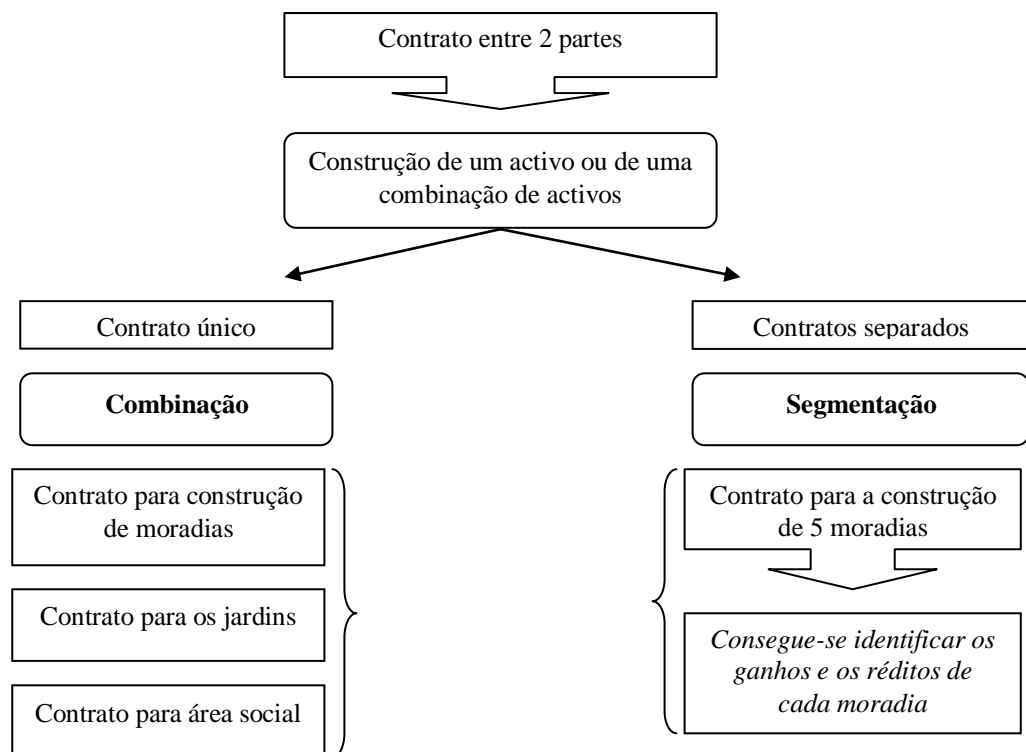 Contrato entre 2 partes
Construção de um activo ou de uma
combinação de activos
Contrato único
Contratos separados
Combinação
Segmentação
Contrato para construção
de moradias
Contrato para os jardins
Contrato para área social
Contrato para a construção
de 5 moradias
Consegue-se identificar os
ganhos e os réditos de
cada moradia